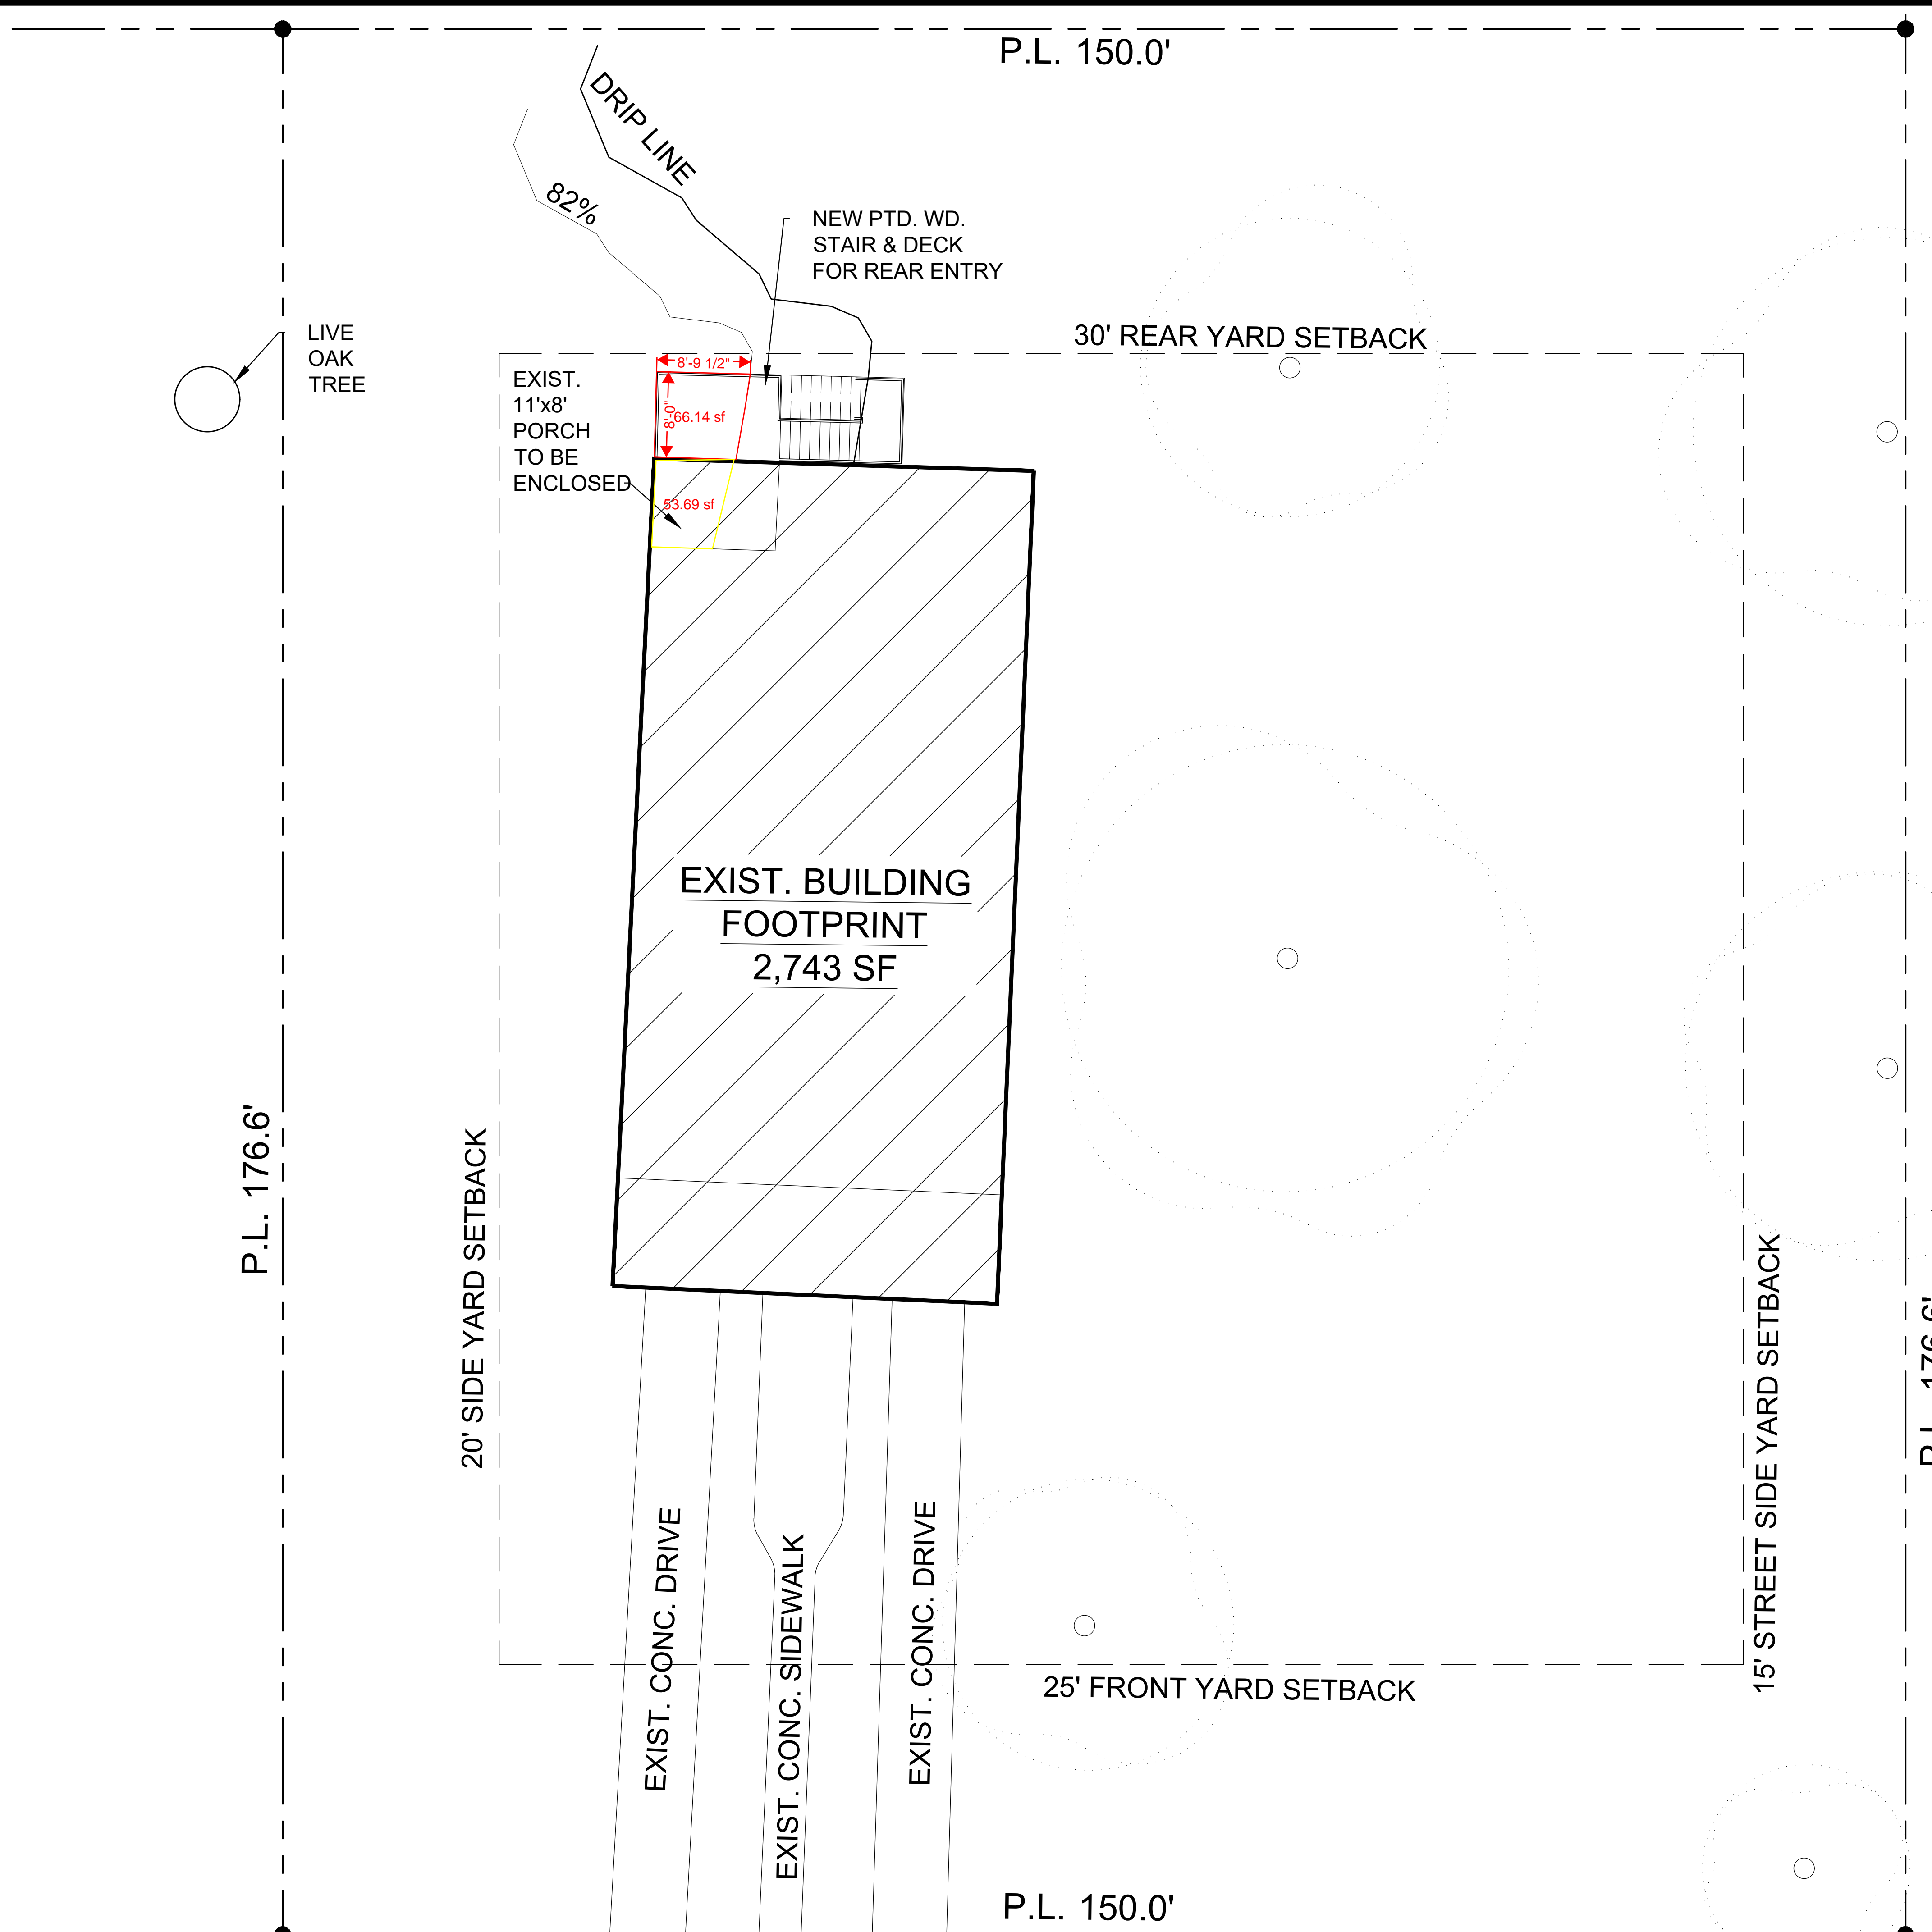 P.L. 150.0'
DRIP LINE
82%
NEW PTD. WD.
STAIR & DECK
FOR REAR ENTRY
LIVE
OAK
TREE
30' REAR YARD SETBACK
8'-9 1/2"
8'-0"
66.14 sf
EXIST.
11'x8'
PORCH
TO BE
ENCLOSED
53.69 sf
EXIST. BUILDING
FOOTPRINT
2,743 SF
P.L. 176.6'
20' SIDE YARD SETBACK
15' STREET SIDE YARD SETBACK
P.L. 176.6'
EXIST. CONC. DRIVE
EXIST. CONC. SIDEWALK
EXIST. CONC. DRIVE
25' FRONT YARD SETBACK
P.L. 150.0'